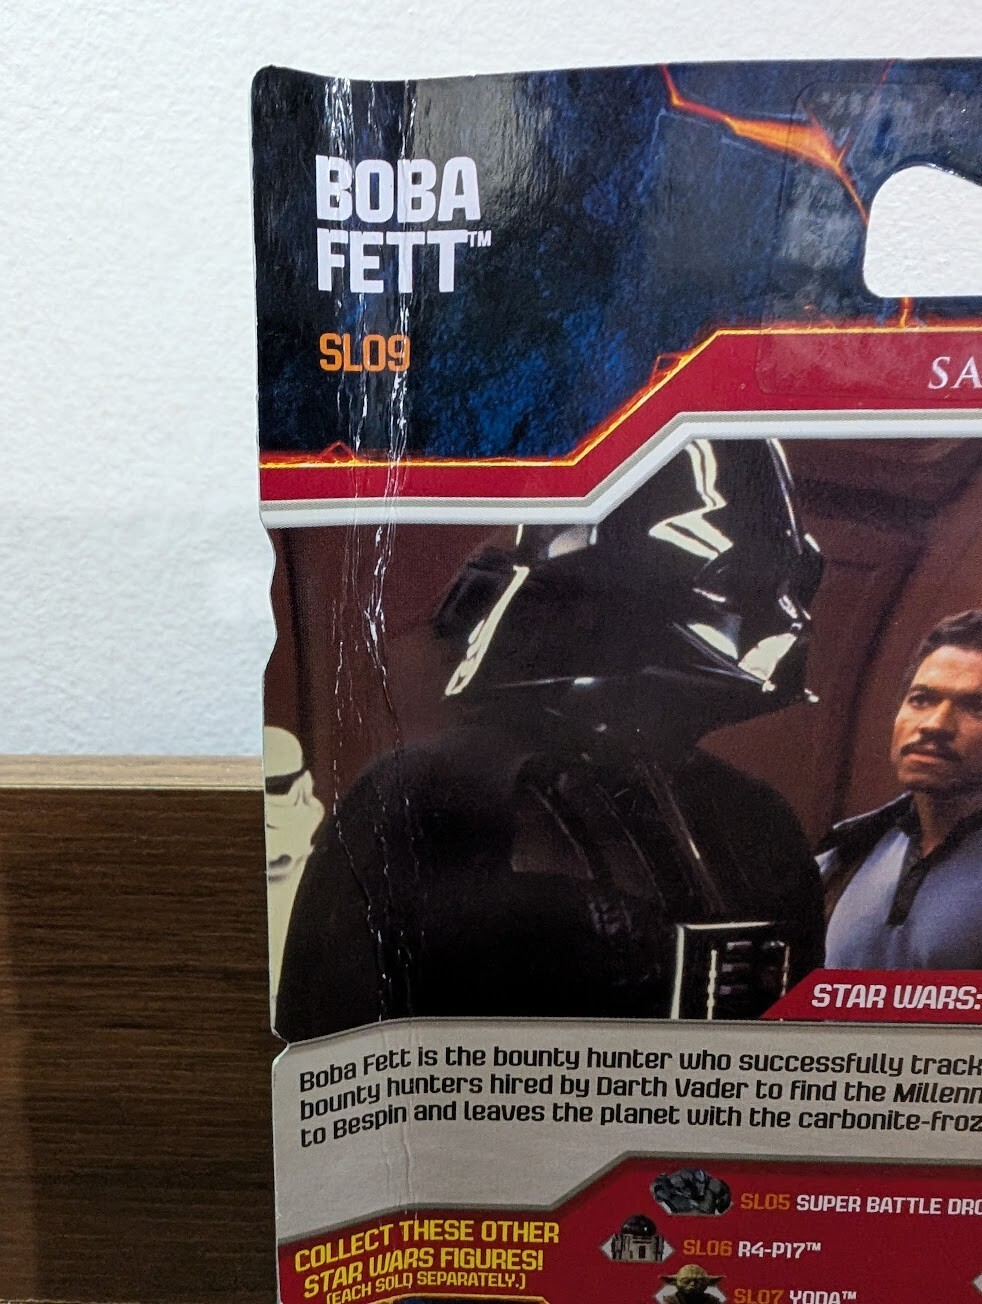 BOBA
FETT™
SL09
SA
STAR WARS:
Boba Fett is the bounty hunter who successfully track
bounty hunters hired by Darth Vader to find the Millenn
to Bespin and leaves the planet with the carbonite-froz
SL05 SUPER BATTLE DRO
SL06 R4-P17™
SL07 YODA™
COLLECT THESE OTHER
STAR WARS FIGURES!
(EACH SOLD SEPARATELY.)